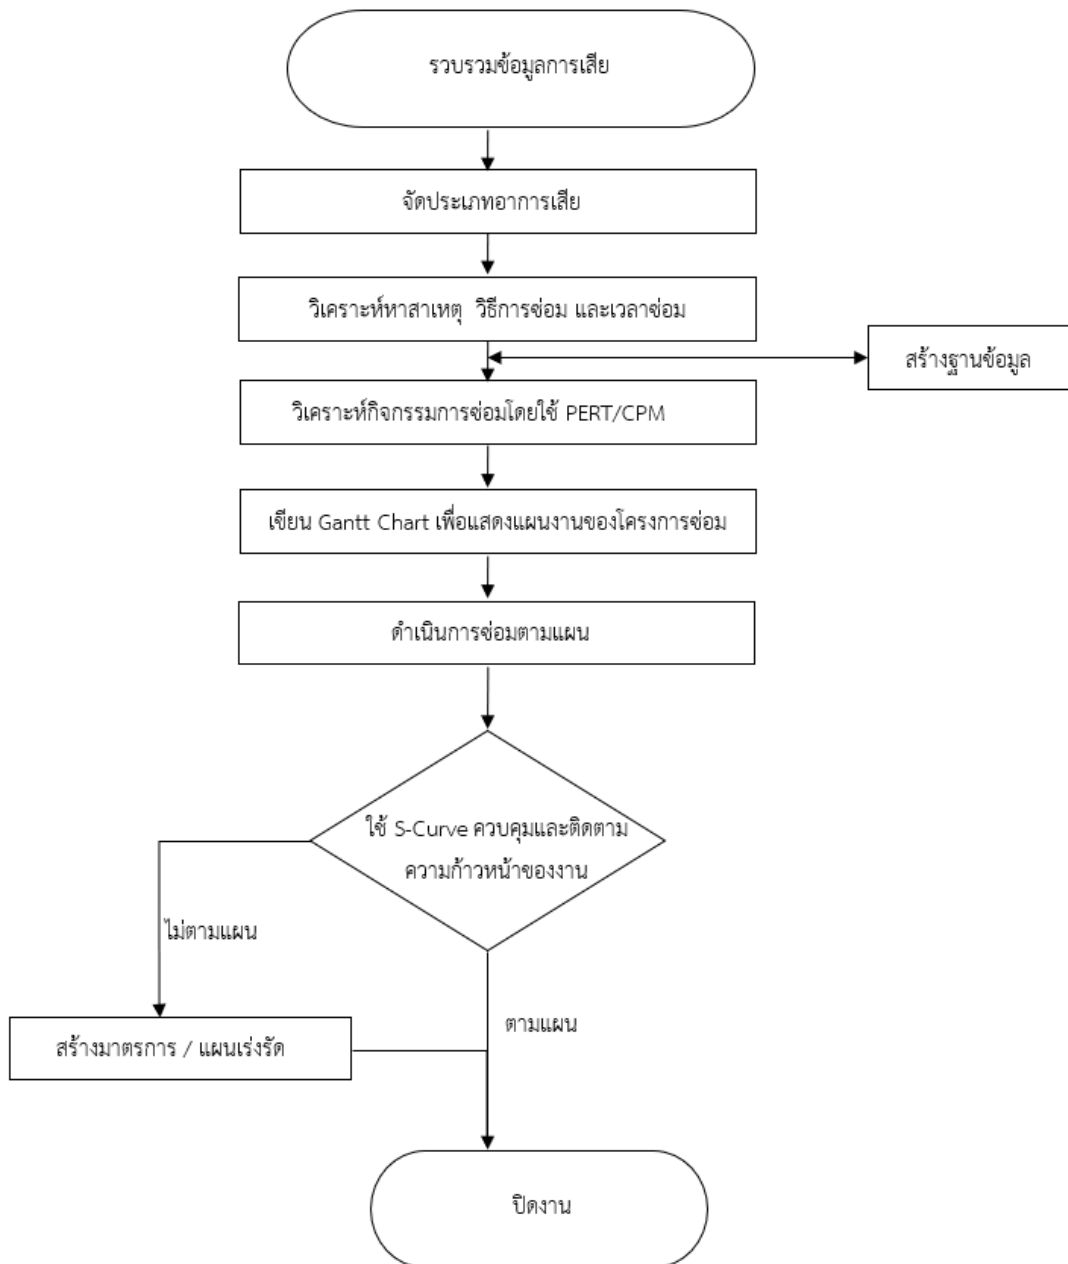 รวบรวมข้อมูลการเสีย
จัดประเภทอาการเสีย
วิเคราะห์หาสาเหตุ วิธีการซ่อม และเวลาซ่อม
สร้างฐานข้อมูล
วิเคราะห์กิจกรรมการซ่อมโดยใช้ PERT/CPM
เขียน Gantt Chart เพื่อแสดงแผนงานของโครงการซ่อม
ดำเนินการซ่อมตามแผน
ใช้ S-Curve ควบคุมและติดตาม
ความก้าวหน้าของงาน
ไม่ตามแผน
ตามแผน
สร้างมาตรการ / แผนเร่งรัด
ปิดงาน